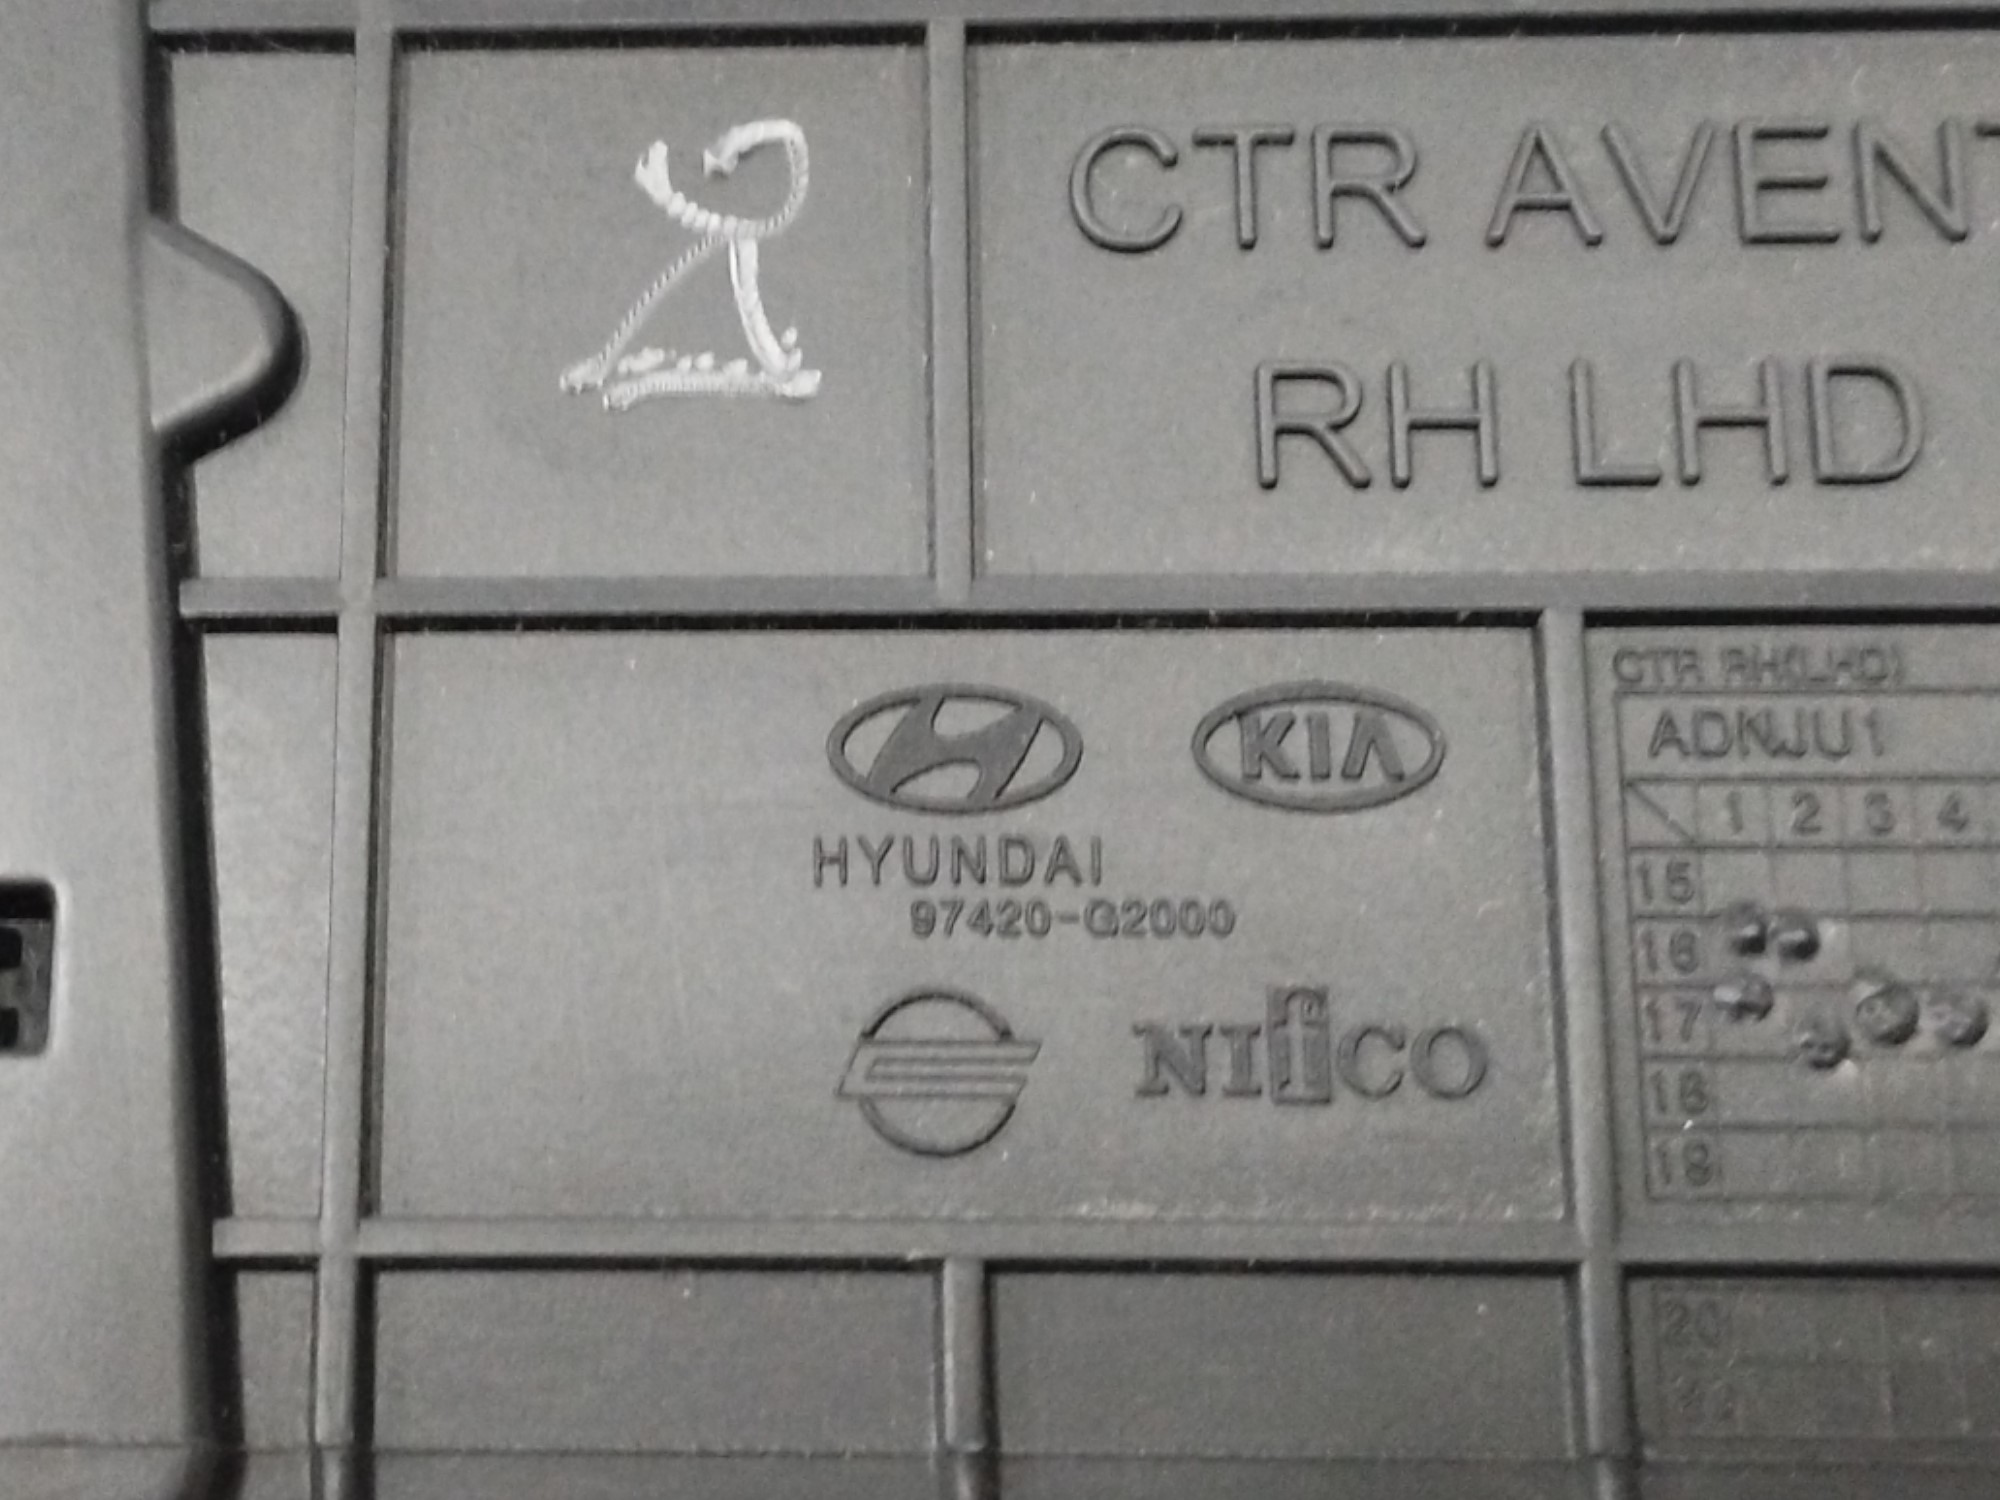 CTR AVENT
RH LHD
KIA
HYUNDAI
97420-G2000
NIfCO
CTR RH(LHD)
ADNJU1
1 2 3 4
15
16
17
18
19
20